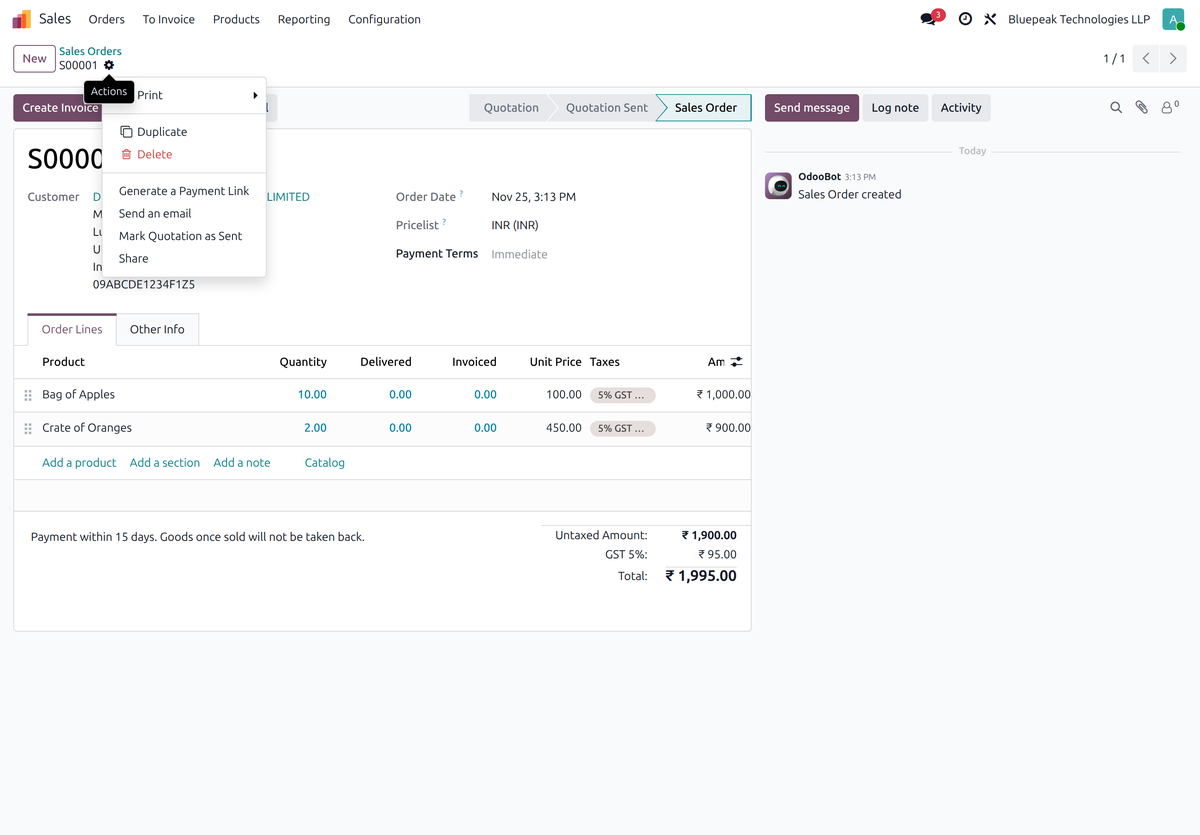 Sales Orders To Invoice Products Reporting Configuration 3 Bluepeak Technologies LLP A
New Sales Orders
S00001 1 / 1
Actions
Print
Create Invoice Quotation Quotation Sent Sales Order Send message Log note Activity 0
Duplicate
Delete
Generate a Payment Link
Send an email
Mark Quotation as Sent
Share
S0000
Customer D LIMITED
M
Lu
U
In
09ABCDE1234F1Z5
Order Date ? Nov 25, 3:13 PM
Pricelist ? INR (INR)
Payment Terms Immediate
Today
OdooBot 3:13 PM
Sales Order created
Order Lines Other Info
Product Quantity Delivered Invoiced Unit Price Taxes Am
Bag of Apples 10.00 0.00 0.00 100.00 5% GST ... ₹ 1,000.00
Crate of Oranges 2.00 0.00 0.00 450.00 5% GST ... ₹ 900.00
Add a product Add a section Add a note Catalog
Payment within 15 days. Goods once sold will not be taken back.
Untaxed Amount: ₹ 1,900.00
GST 5%: ₹ 95.00
Total: ₹ 1,995.00